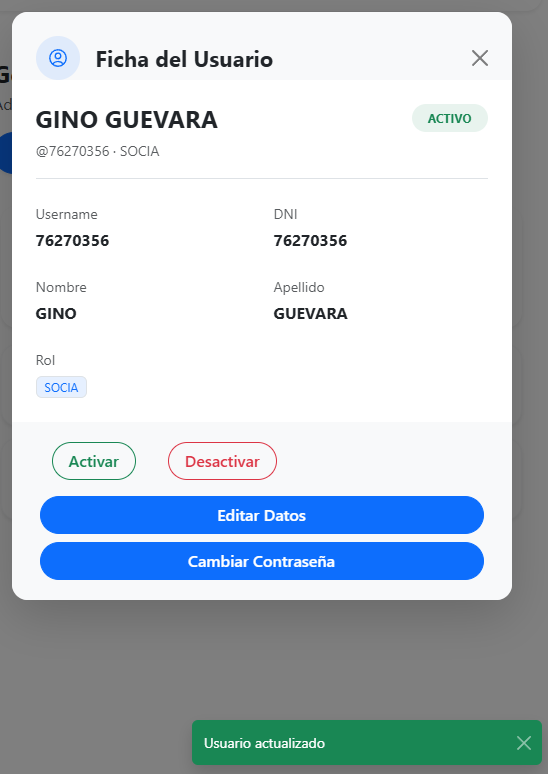 Ficha del Usuario
GINO GUEVARA
ACTIVO
@76270356 · SOCIA
Username
DNI
76270356
76270356
Nombre
Apellido
GINO
GUEVARA
Rol
SOCIA
Activar
Desactivar
Editar Datos
Cambiar Contraseña
Usuario actualizado